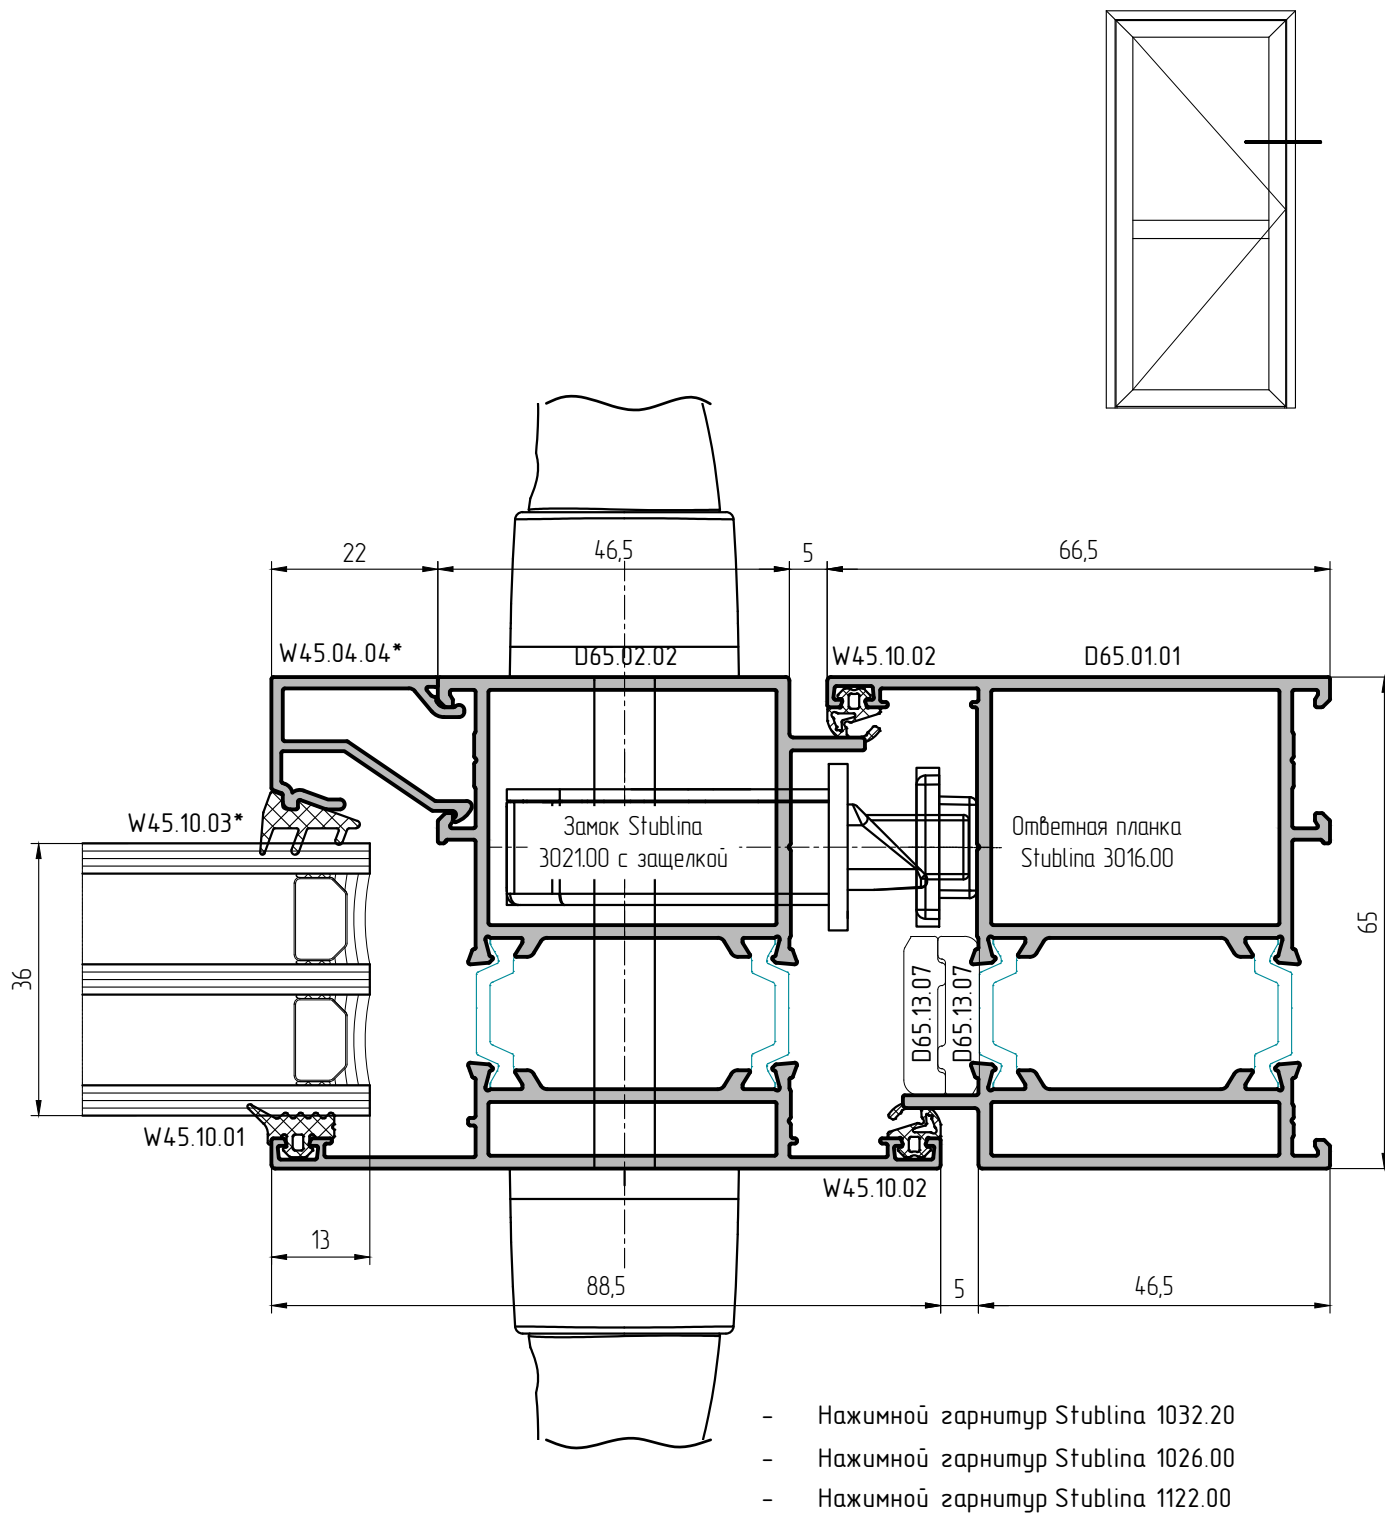 22
46,5
5
66,5
W45.04.04*
D65.02.02
W45.10.02
D65.01.01
W45.10.03*
Замок Stublina
3021.00 с защелкой
Ответная планка
Stublina 3016.00
65
36
D65.13.07
D65.13.07
W45.10.01
W45.10.02
13
88,5
5
46,5
- Нажимной гарнитур Stublina 1032.20
- Нажимной гарнитур Stublina 1026.00
- Нажимной гарнитур Stublina 1122.00